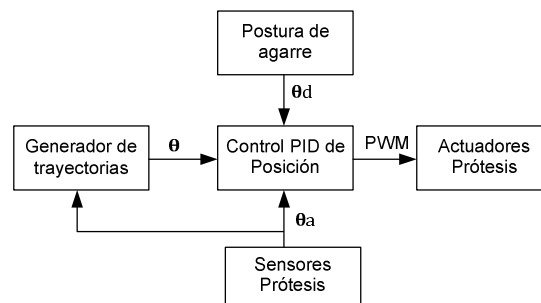 Postura de
agarre
θd
Generador de
trayectorias
θ
Control PID de
Posición
PWM
Actuadores
Prótesis
θa
Sensores
Prótesis